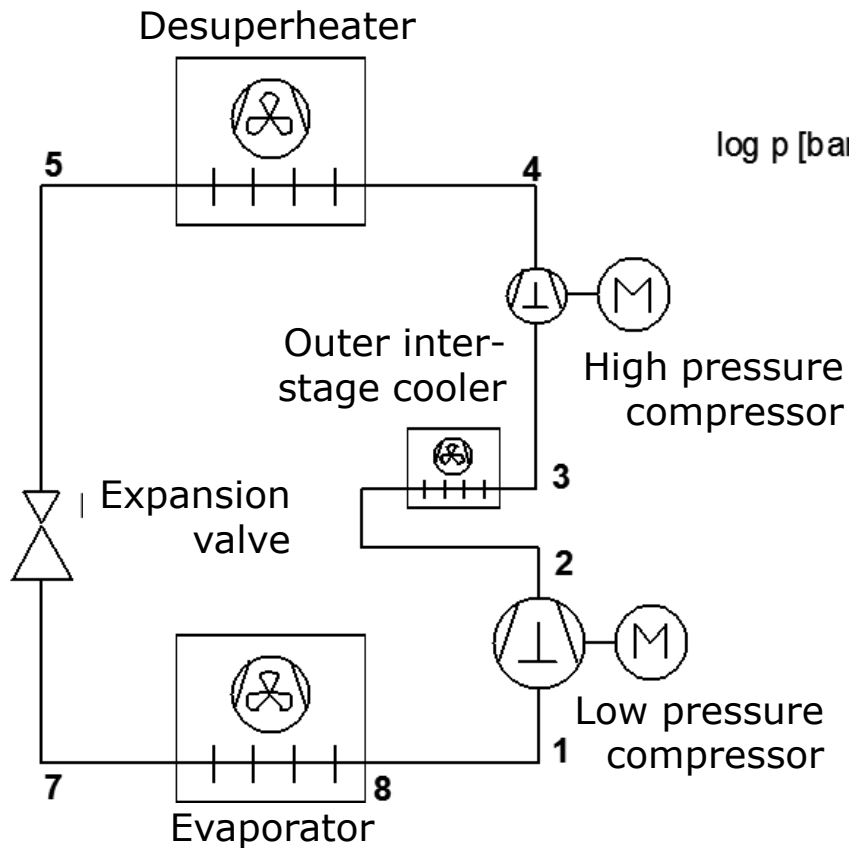 Desuperheater
5
4
log p [bar
M
Outer inter-
stage cooler
High pressure
compressor
3
Expansion
valve
2
M
Low pressure
compressor
1
7
8
Evaporator